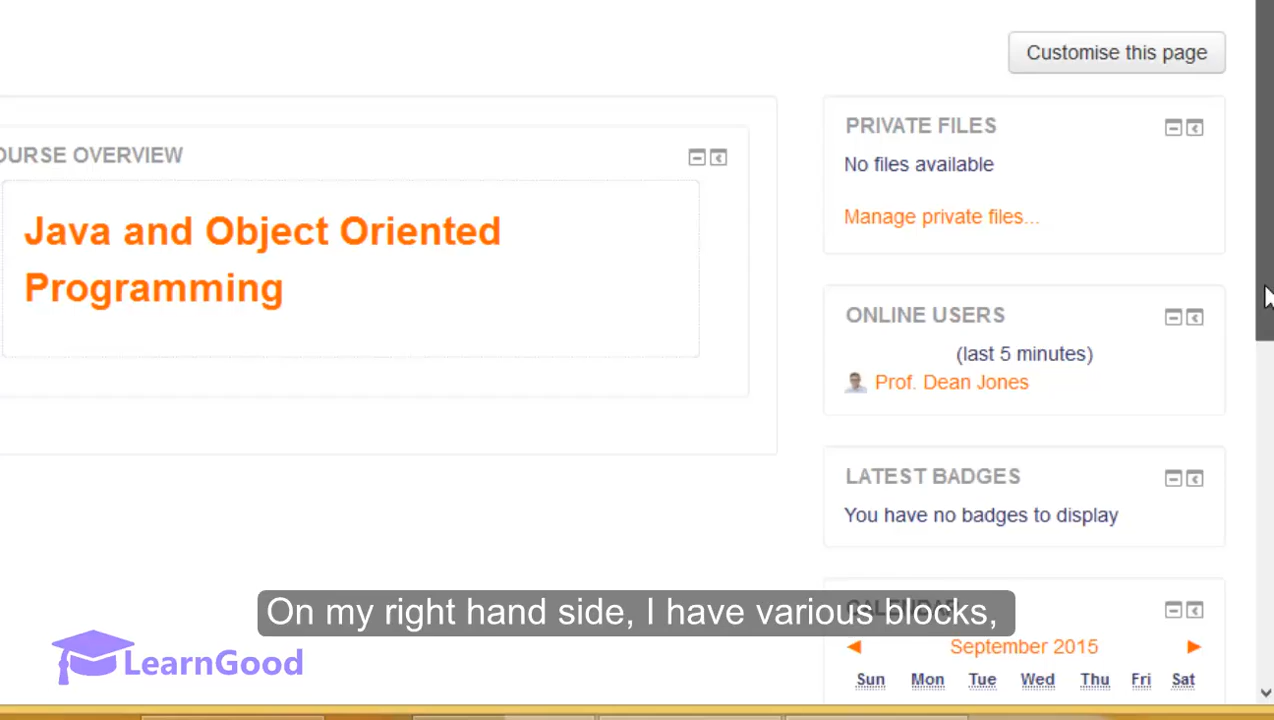 Customise this page
OURSE OVERVIEW
Java and Object Oriented
Programming
PRIVATE FILES
No files available
Manage private files...
ONLINE USERS
(last 5 minutes)
Prof. Dean Jones
LATEST BADGES
You have no badges to display
CALENDAR
September 2015
Sun Mon Tue Wed Thu Fri Sat
On my right hand side, I have various blocks,
LearnGood